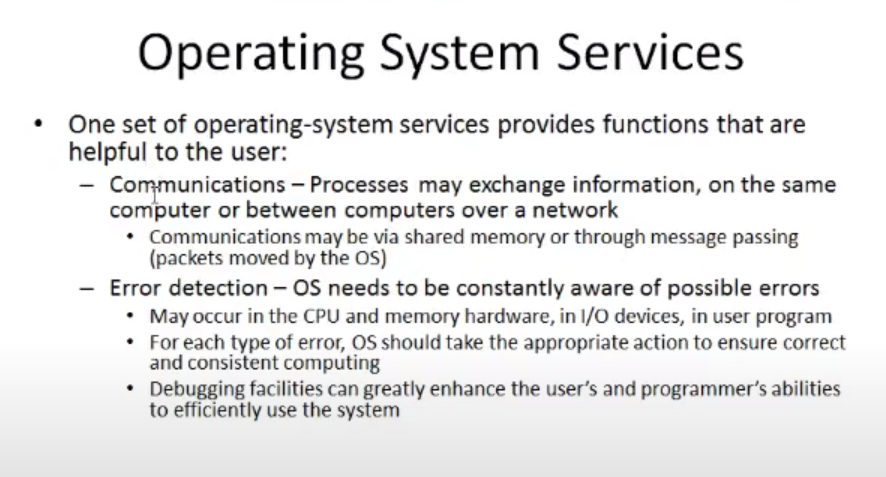 Operating System Services
• One set of operating-system services provides functions that are
helpful to the user:
– Communications – Processes may exchange information, on the same
computer or between computers over a network
• Communications may be via shared memory or through message passing
(packets moved by the OS)
– Error detection – OS needs to be constantly aware of possible errors
• May occur in the CPU and memory hardware, in I/O devices, in user program
• For each type of error, OS should take the appropriate action to ensure correct
and consistent computing
• Debugging facilities can greatly enhance the user’s and programmer’s abilities
to efficiently use the system